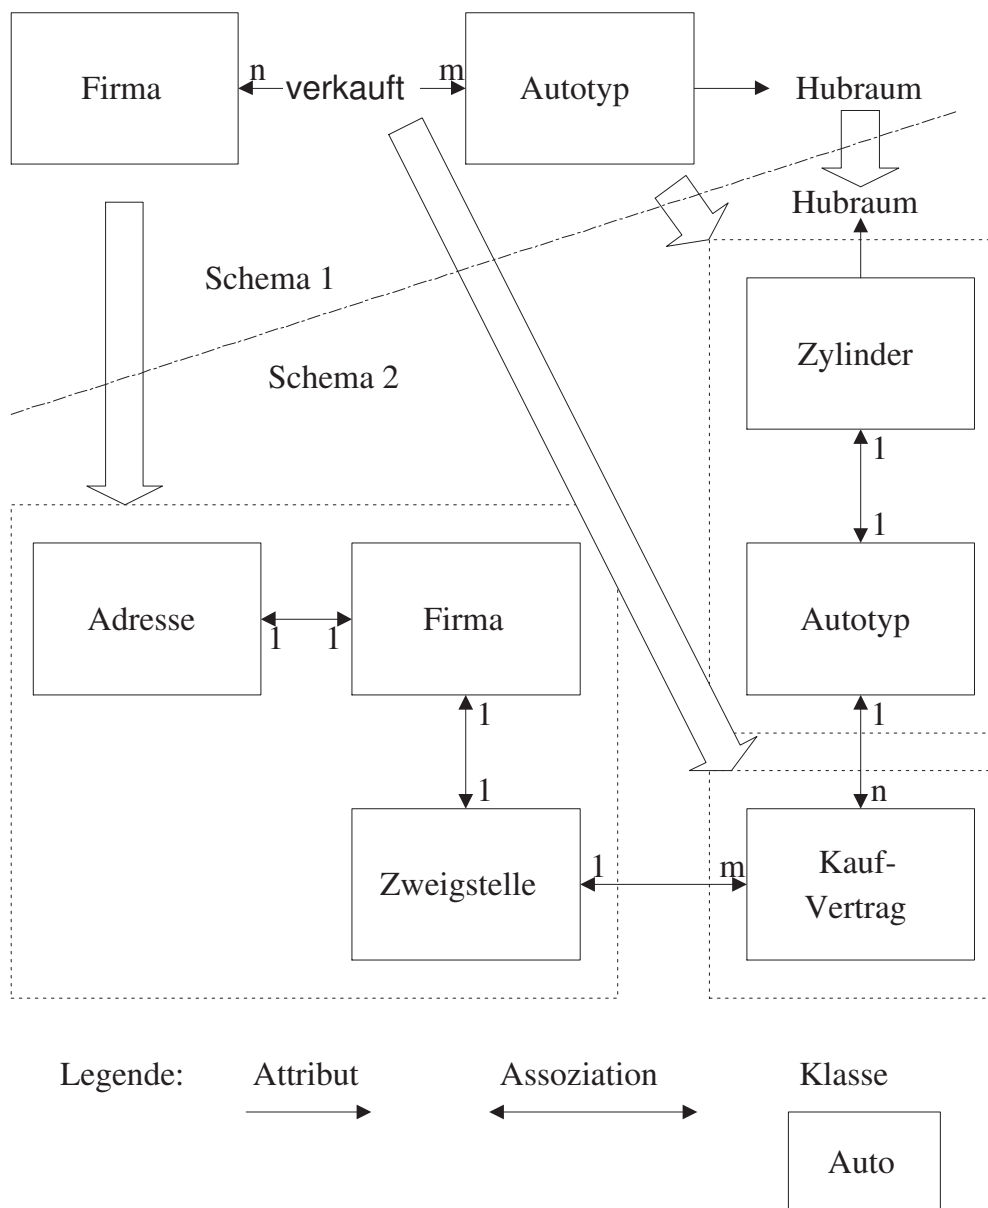 Firma
n
verkauft
m
Autotyp
Hubraum
Hubraum
Schema 1
Zylinder
Schema 2
1
1
Adresse
1
1
Firma
Autotyp
1
1
1
n
Zweigstelle
1
m
Kauf-
Vertrag
Legende:
Attribut
Assoziation
Klasse
Auto